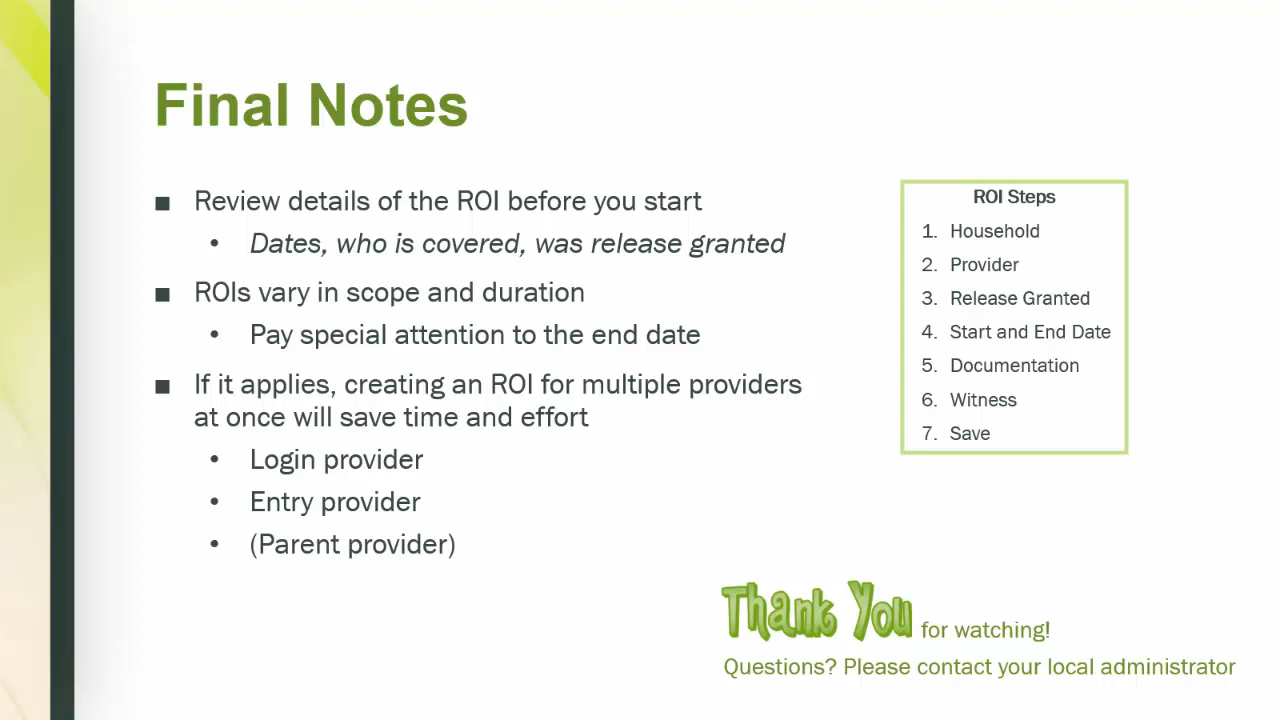 Final Notes
■ Review details of the ROI before you start
• Dates, who is covered, was release granted
■ ROIs vary in scope and duration
• Pay special attention to the end date
■ If it applies, creating an ROI for multiple providers
at once will save time and effort
• Login provider
• Entry provider
• (Parent provider)
ROI Steps
1. Household
2. Provider
3. Release Granted
4. Start and End Date
5. Documentation
6. Witness
7. Save
Thank You for watching!
Questions? Please contact your local administrator